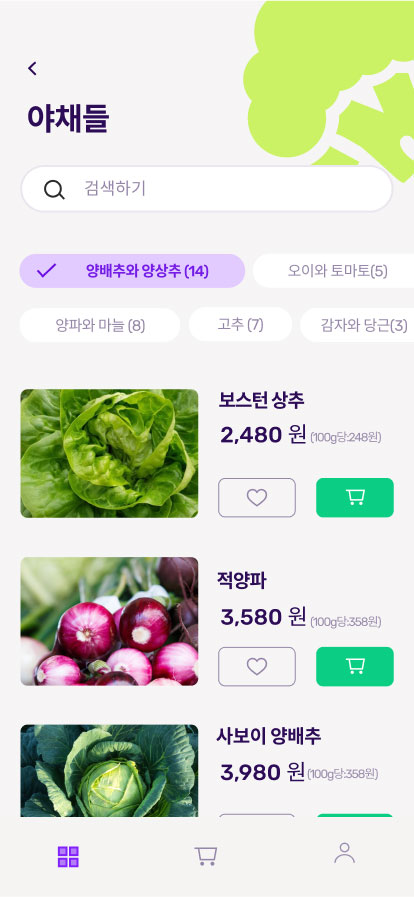 야채들
검색하기
양배추와 양상추 (14)
오이와 토마토(5)
양파와 마늘 (8)
고추 (7)
감자와 당근(3)
보스턴 상추
2,480 원 (100g당:248원)
적양파
3,580 원 (100g당:358원)
사보이 양배추
3,980 원 (100g당:358원)